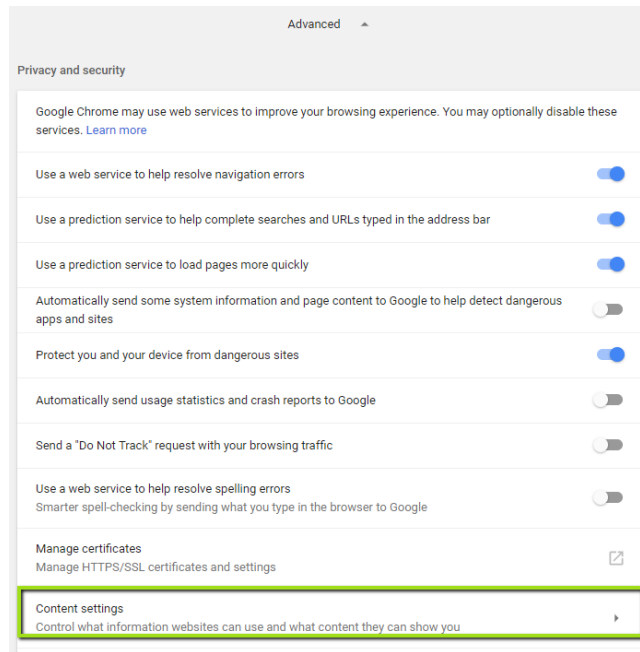 Advanced
Privacy and security
Google Chrome may use web services to improve your browsing experience. You may optionally disable these
services. Learn more
Use a web service to help resolve navigation errors
Use a prediction service to help complete searches and URLs typed in the address bar
Use a prediction service to load pages more quickly
Automatically send some system information and page content to Google to help detect dangerous
apps and sites
Protect you and your device from dangerous sites
Automatically send usage statistics and crash reports to Google
Send a "Do Not Track" request with your browsing traffic
Use a web service to help resolve spelling errors
Smarter spell-checking by sending what you type in the browser to Google
Manage certificates
Manage HTTPS/SSL certificates and settings
Content settings
Control what information websites can use and what content they can show you